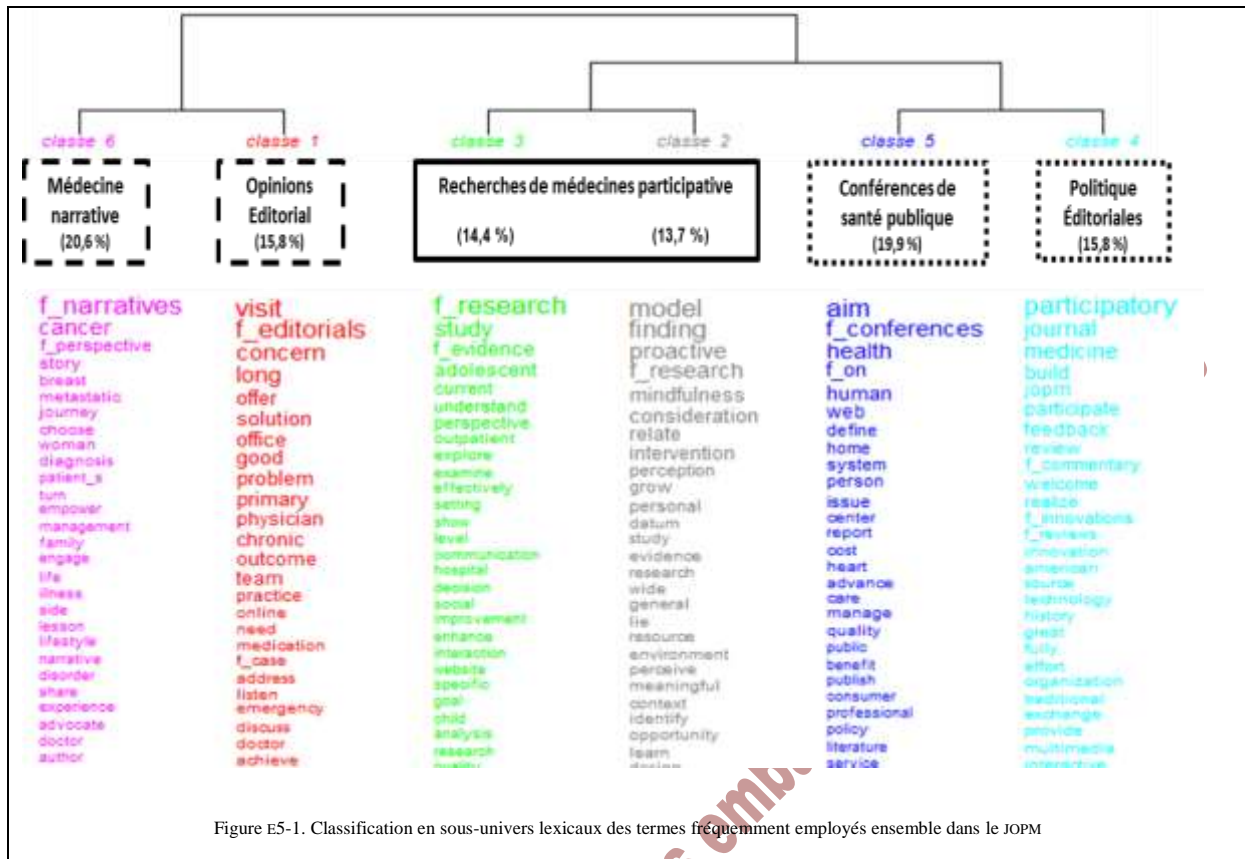 classe 6
classe 1
classe 3
classe 2
classe 5
classe 4
Médecine
narrative
(20,6 %)
Opinions
Editorial
(15,8 %)
Recherches de médecines participative
(14,4 %)
(13,7 %)
Conférences de
santé publique
(19,9 %)
Politique
Éditoriales
(15,8 %)
f_narratives
cancer
f_perspective
story
breast
metastatic
journey
choose
woman
diagnosis
patient_s
turn
empower
management
family
engage
life
illness
side
lesson
lifestyle
narrative
disorder
share
experience
advocate
doctor
author
visit
f_editorials
concern
long
offer
solution
office
good
problem
primary
physician
chronic
outcome
team
practice
online
need
medication
f_case
address
listen
emergency
discuss
doctor
achieve
f_research
study
f_evidence
adolescent
current
understand
perspective
outpatient
explore
examine
effectively
setting
show
level
communication
hospital
decision
social
improvement
enhance
interaction
website
specific
goal
child
analysis
research
quality
model
finding
proactive
f_research
mindfulness
consideration
relate
intervention
perception
grow
personal
datum
study
evidence
research
wide
general
lie
resource
environment
perceive
meaningful
context
identify
opportunity
learn
design
aim
f_conferences
health
f_on
human
web
define
home
system
person
issue
center
report
cost
heart
advance
care
manage
quality
public
benefit
publish
consumer
professional
policy
literature
service
participatory
journal
medicine
build
jopm
participate
feedback
review
f_commentary
welcome
realize
f_innovations
f_reviews
innovation
american
source
technology
history
great
fully
effort
organization
traditional
exchange
provide
multimedia
interactive
Figure E5-1. Classification en sous-univers lexicaux des termes fréquemment employés ensemble dans le JOPM